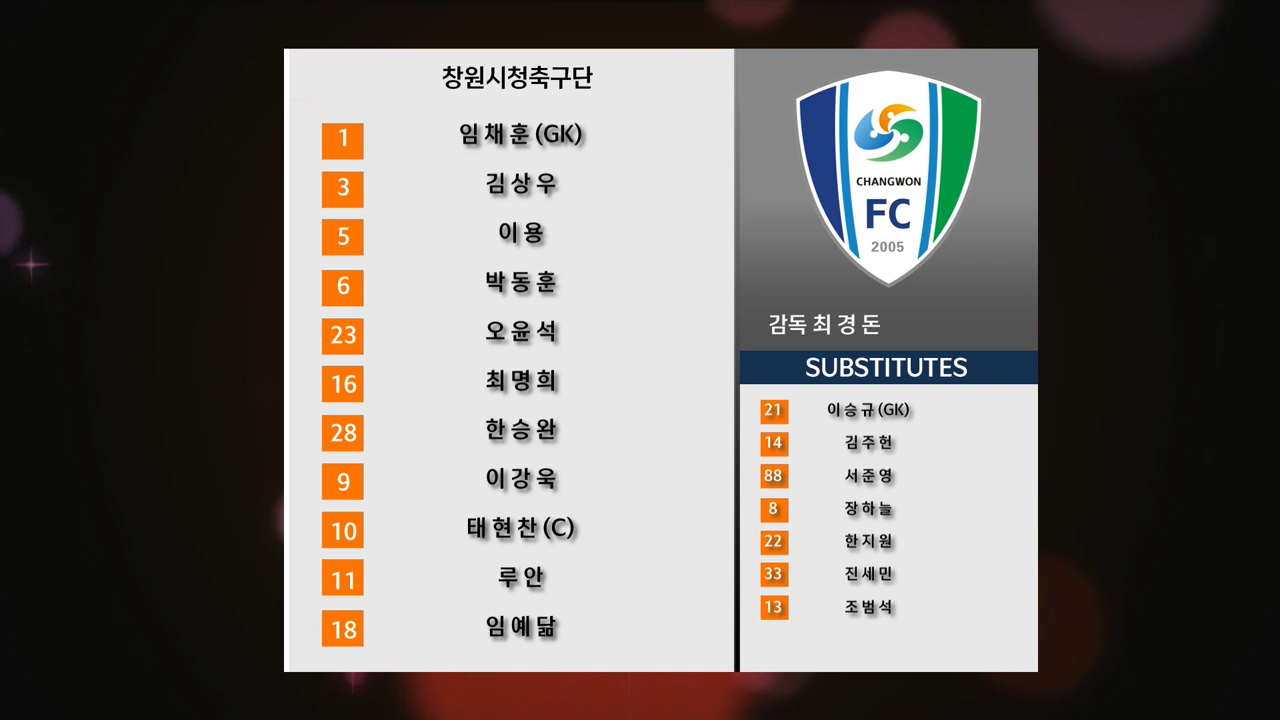 창원시청축구단
1 임채훈(GK)
3 김상우
5 이용
6 박동훈
23 오윤석
16 최명희
28 한승완
9 이강욱
10 태현찬(C)
11 루안
18 임예닮
CHANGWON
FC
2005
감독 최경돈
SUBSTITUTES
21 이승규(GK)
14 김주헌
88 서준영
8 장하늘
22 한지원
33 진세민
13 조범석